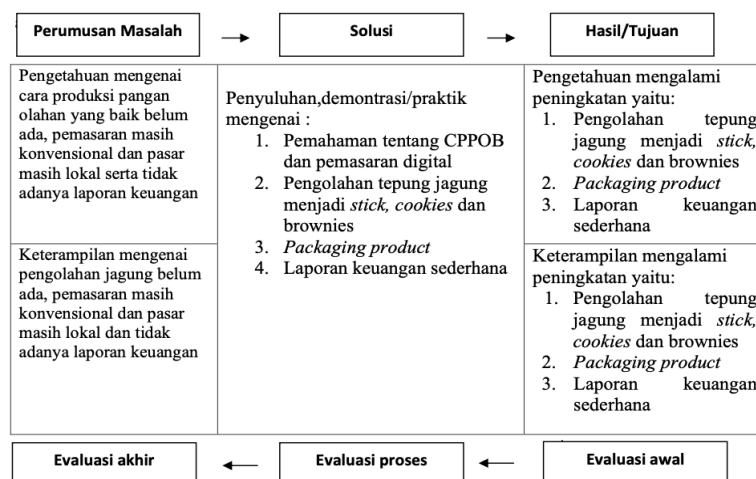 Perumusan Masalah
Solusi
Hasil/Tujuan
Pengetahuan mengenai
cara produksi pangan
olahan yang baik belum
ada, pemasaran masih
konvensional dan pasar
masih lokal serta tidak
adanya laporan keuangan
Keterampilan mengenai
pengolahan jagung belum
ada, pemasaran masih
konvensional dan pasar
masih lokal dan tidak
adanya laporan keuangan
Penyuluhan,demontrasi/praktik
mengenai :
1. Pemahaman tentang CPPOB
dan pemasaran digital
2. Pengolahan tepung jagung
menjadi stick, cookies dan
brownies
3. Packaging product
4. Laporan keuangan sederhana
Pengetahuan mengalami
peningkatan yaitu:
1. Pengolahan tepung
jagung menjadi stick,
cookies dan brownies
2. Packaging product
3. Laporan keuangan
sederhana
Keterampilan mengalami
peningkatan yaitu:
1. Pengolahan tepung
jagung menjadi stick,
cookies dan brownies
2. Packaging product
3. Laporan keuangan
sederhana
Evaluasi akhir
Evaluasi proses
Evaluasi awal